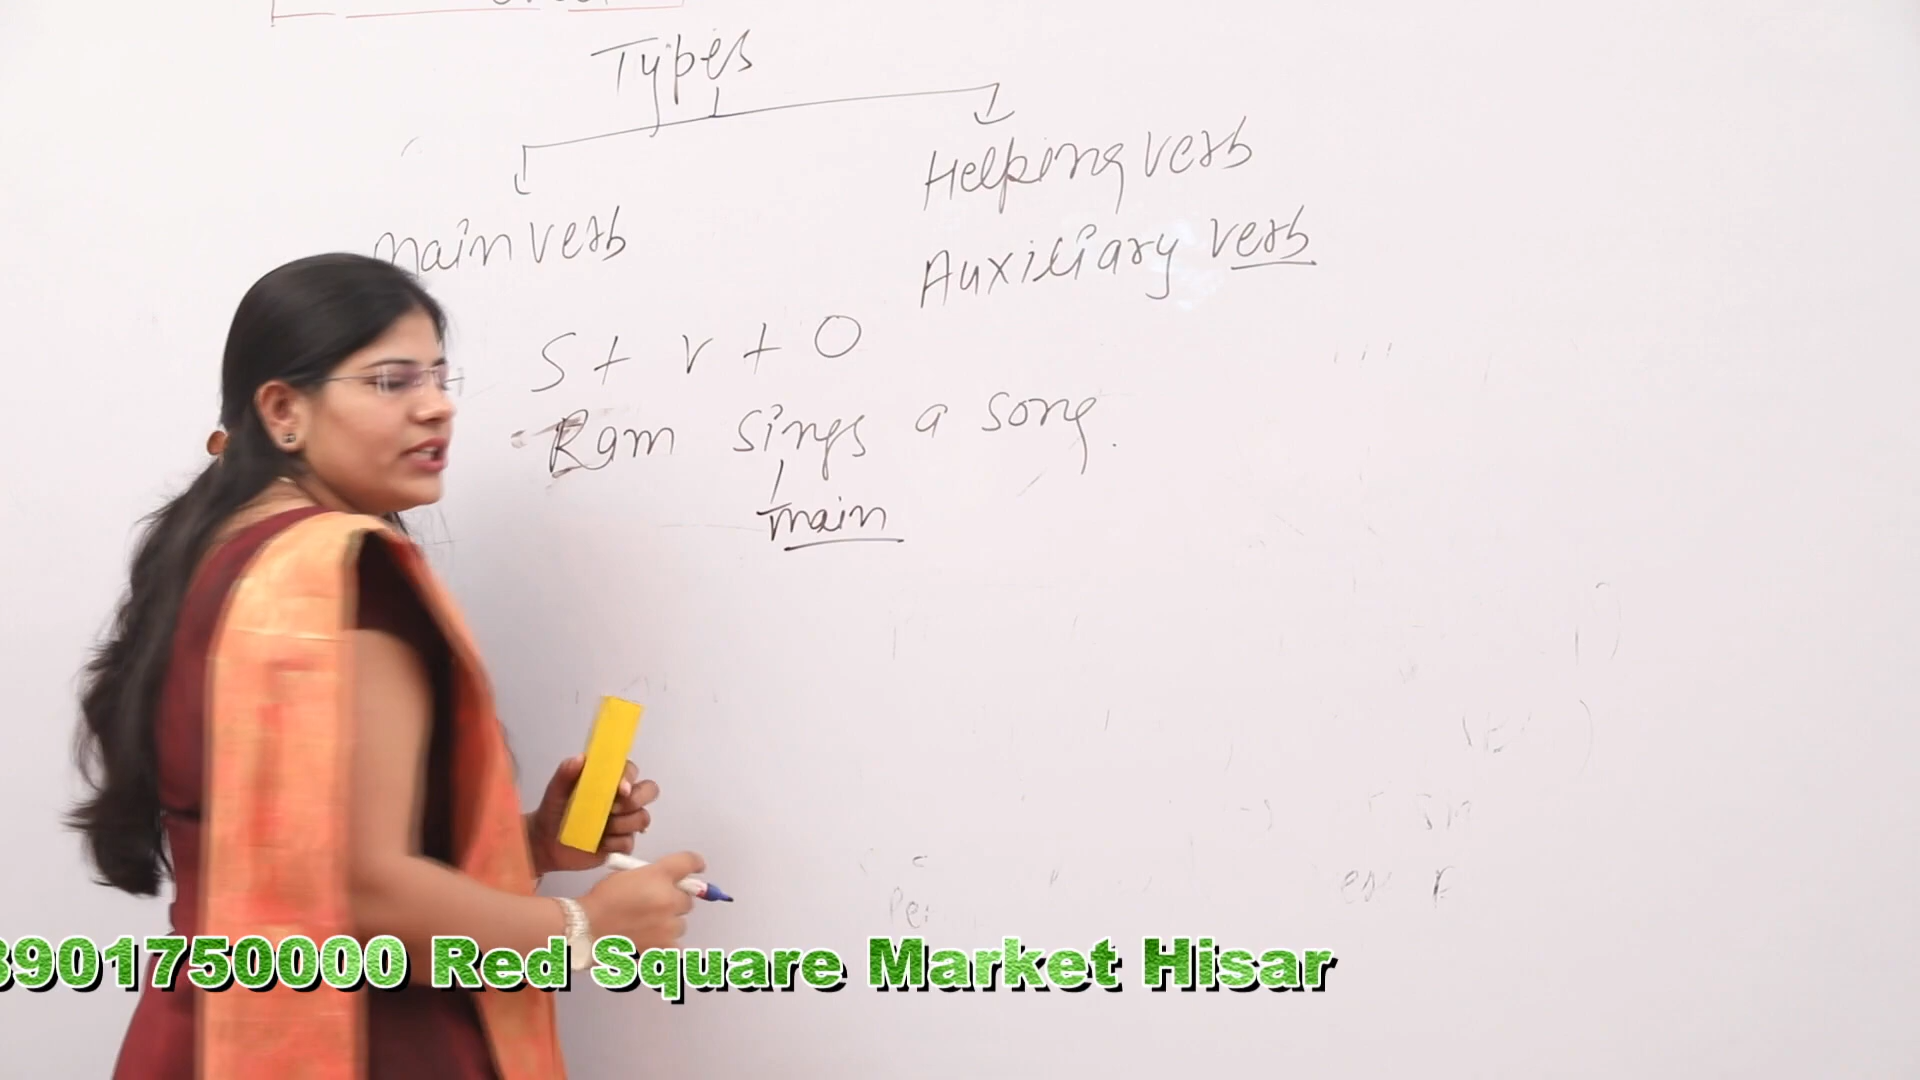 Types
Main verb
Helping verb
Auxiliary verb
S + V + O
Ram sings a song.
main
8901750000 Red Square Market Hisar